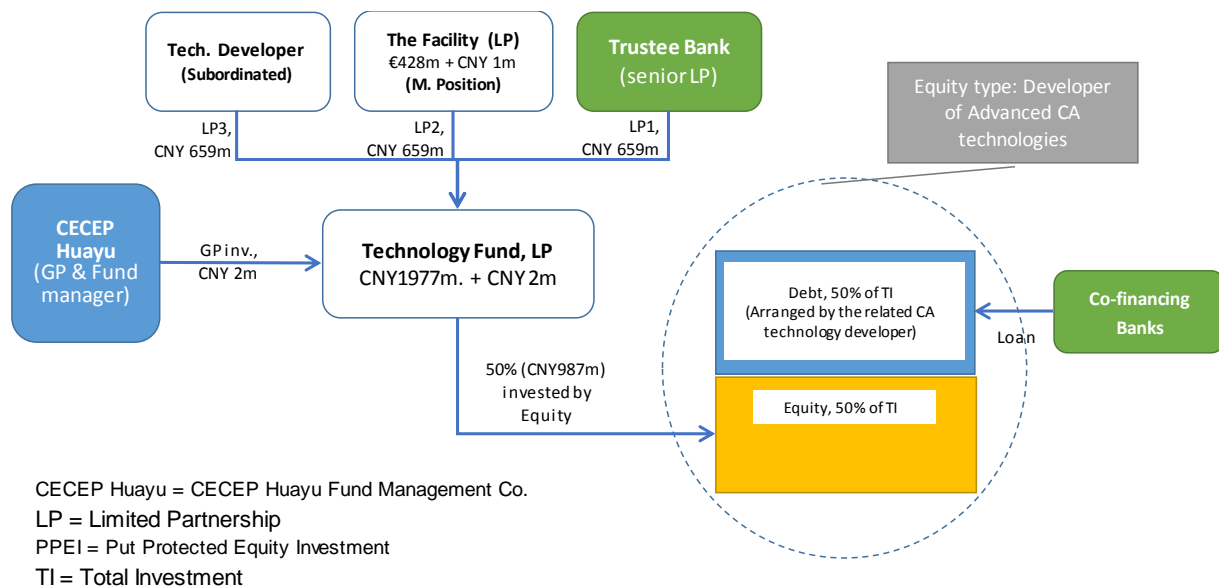 Tech. Developer
(Subordinated)
The Facility (LP)
€428m + CNY 1m
(M. Position)
Trustee Bank
(senior LP)
Equity type: Developer
of Advanced CA
technologies
LP3,
CNY 659m
LP2,
CNY 659m
LP1,
CNY 659m
CECEP
Huayu
(GP & Fund
manager)
GP inv.,
CNY 2m
Technology Fund, LP
CNY1977m. + CNY 2m
Debt, 50% of TI
(Arranged by the related CA
technology developer)
Loan
Co-financing
Banks
50% (CNY987m)
invested by
Equity
Equity, 50% of TI
CECEP Huayu = CECEP Huayu Fund Management Co.
LP = Limited Partnership
PPEI = Put Protected Equity Investment
TI = Total Investment